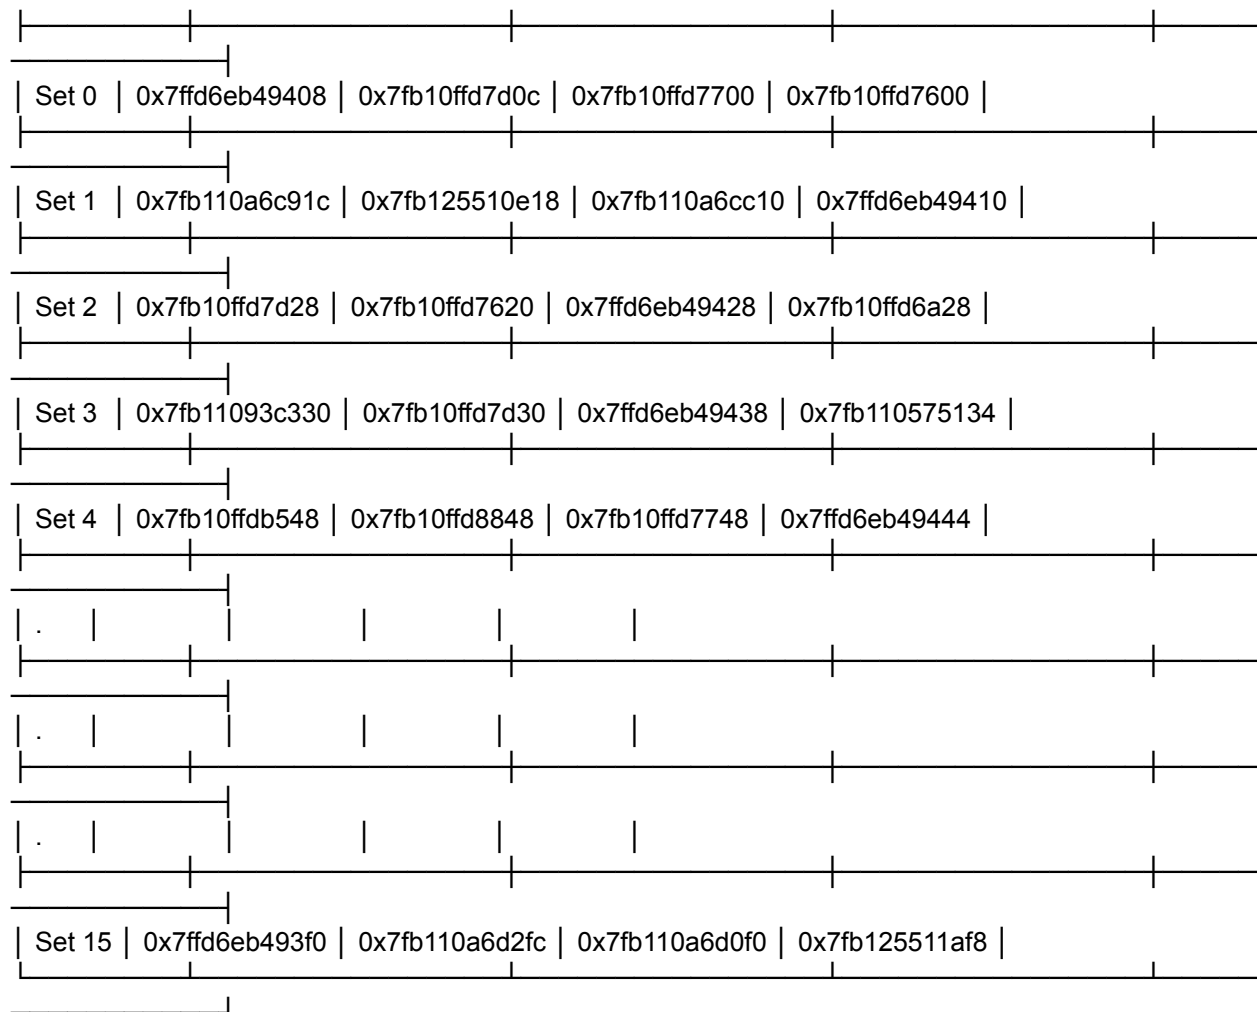 ├────────┼───────────────┼───────────────┼───────────────┼────────────────┤
│ Set 0 │ 0x7ffd6eb49408 │ 0x7fb10ffd7d0c │ 0x7fb10ffd7700 │ 0x7fb10ffd7600 │
├────────┼───────────────┼───────────────┼───────────────┼────────────────┤
│ Set 1 │ 0x7fb110a6c91c │ 0x7fb125510e18 │ 0x7fb110a6cc10 │ 0x7ffd6eb49410 │
├────────┼───────────────┼───────────────┼───────────────┼────────────────┤
│ Set 2 │ 0x7fb10ffd7d28 │ 0x7fb10ffd7620 │ 0x7ffd6eb49428 │ 0x7fb10ffd6a28 │
├────────┼───────────────┼───────────────┼───────────────┼────────────────┤
│ Set 3 │ 0x7fb11093c330 │ 0x7fb10ffd7d30 │ 0x7ffd6eb49438 │ 0x7fb110575134 │
├────────┼───────────────┼───────────────┼───────────────┼────────────────┤
│ Set 4 │ 0x7fb10ffdb548 │ 0x7fb10ffd8848 │ 0x7fb10ffd7748 │ 0x7ffd6eb49444 │
├────────┼───────────────┼───────────────┼───────────────┼────────────────┤
│ . │ │ │ │ │
├────────┼───────────────┼───────────────┼───────────────┼────────────────┤
│ . │ │ │ │ │
├────────┼───────────────┼───────────────┼───────────────┼────────────────┤
│ . │ │ │ │ │
├────────┼───────────────┼───────────────┼───────────────┼────────────────┤
│ Set 15 │ 0x7ffd6eb493f0 │ 0x7fb110a6d2fc │ 0x7fb110a6d0f0 │ 0x7fb125511af8 │
└────────┴───────────────┴───────────────┴───────────────┴────────────────┘